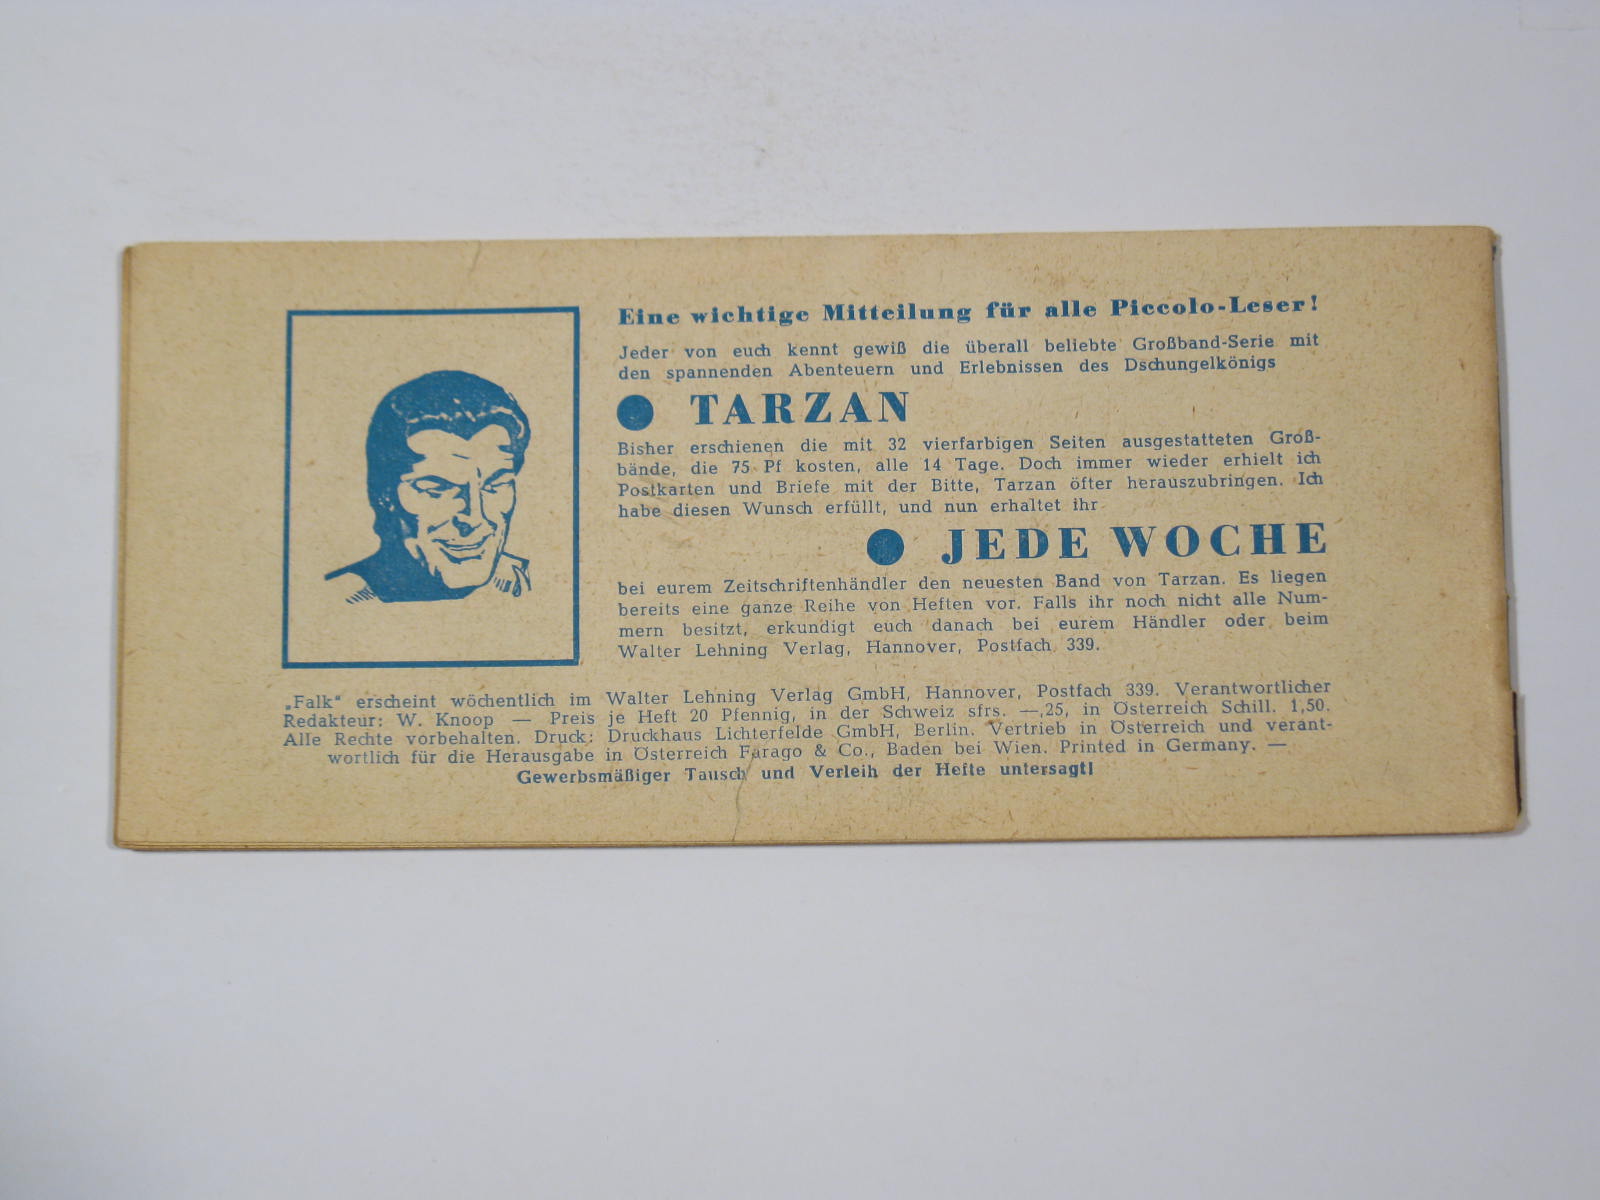 Eine wichtige Mitteilung für alle Piccolo-Leser!
Jeder von euch kennt gewiß die überall beliebte Großband-Serie mit
den spannenden Abenteuern und Erlebnissen des Dschungelkönigs
● TARZAN
Bisher erschienen die mit 32 vierfarbigen Seiten ausgestatteten Groß-
bände, die 75 Pf kosten, alle 14 Tage. Doch immer wieder erhielt ich
Postkarten und Briefe mit der Bitte, Tarzan öfter herauszubringen. Ich
habe diesen Wunsch erfüllt, und nun erhaltet ihr
● JEDE WOCHE
bei eurem Zeitschriftenhändler den neuesten Band von Tarzan. Es liegen
bereits eine ganze Reihe von Heften vor. Falls ihr noch nicht alle Num-
mern besitzt, erkundigt euch danach bei eurem Händler oder beim
Walter Lehning Verlag, Hannover, Postfach 339.
„Falk“ erscheint wöchentlich im Walter Lehning Verlag GmbH, Hannover, Postfach 339. Verantwortlicher
Redakteur: W. Knoop — Preis je Heft 20 Pfennig, in der Schweiz sfrs. —,25, in Österreich Schill. 1,50.
Alle Rechte vorbehalten. Druck: Druckhaus Lichterfelde GmbH, Berlin. Vertrieb in Österreich und verant-
wortlich für die Herausgabe in Österreich Farago & Co., Baden bei Wien. Printed in Germany. —
Gewerbsmäßiger Tausch und Verleih der Hefte untersagt!